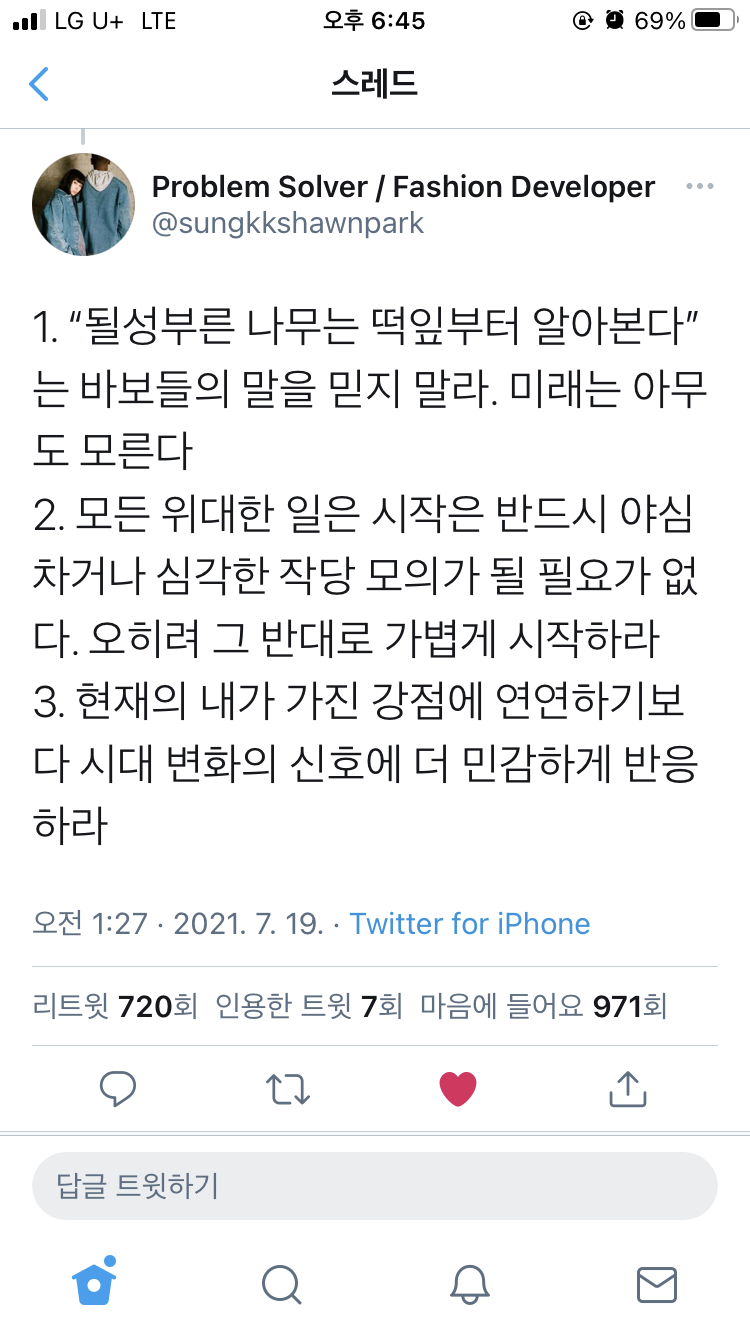 LG U+ LTE 오후 6:45 69%
스레드
Problem Solver / Fashion Developer
@sungkkshawnpark
1. “될성부른 나무는 떡잎부터 알아본다”
는 바보들의 말을 믿지 말라. 미래는 아무
도 모른다
2. 모든 위대한 일은 시작은 반드시 야심
차거나 심각한 작당 모의가 될 필요가 없
다. 오히려 그 반대로 가볍게 시작하라
3. 현재의 내가 가진 강점에 연연하기보
다 시대 변화의 신호에 더 민감하게 반응
하라
오전 1:27 · 2021. 7. 19. · Twitter for iPhone
리트윗 720회 인용한 트윗 7회 마음에 들어요 971회
답글 트윗하기